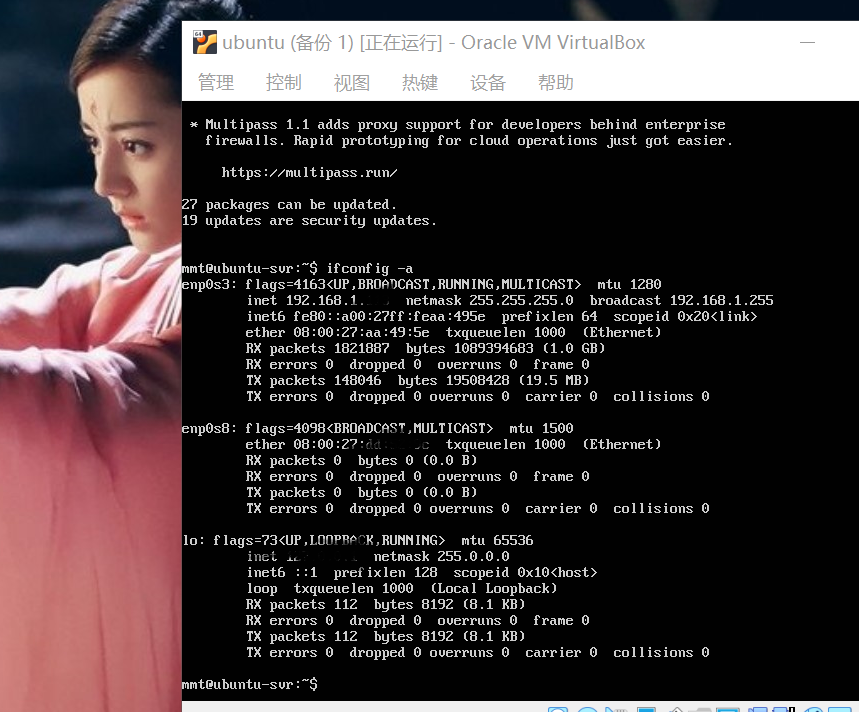 ubuntu (备份 1) [正在运行] - Oracle VM VirtualBox
管理 控制 视图 热键 设备 帮助
* Multipass 1.1 adds proxy support for developers behind enterprise
firewalls. Rapid prototyping for cloud operations just got easier.
https://multipass.run/
27 packages can be updated.
19 updates are security updates.
mmt@ubuntu-svr:~$ ifconfig -a
enp0s3: flags=4163<UP,BROADCAST,RUNNING,MULTICAST> mtu 1280
inet 192.168.1. netmask 255.255.255.0 broadcast 192.168.1.255
inet6 fe80::a00:27ff:feaa:495e prefixlen 64 scopeid 0x20<link>
ether 08:00:27:aa:49:5e txqueuelen 1000 (Ethernet)
RX packets 1821887 bytes 1089394683 (1.0 GB)
RX errors 0 dropped 0 overruns 0 frame 0
TX packets 148046 bytes 19508428 (19.5 MB)
TX errors 0 dropped 0 overruns 0 carrier 0 collisions 0
enp0s8: flags=4098<BROADCAST,MULTICAST> mtu 1500
ether 08:00:27: txqueuelen 1000 (Ethernet)
RX packets 0 bytes 0 (0.0 B)
RX errors 0 dropped 0 overruns 0 frame 0
TX packets 0 bytes 0 (0.0 B)
TX errors 0 dropped 0 overruns 0 carrier 0 collisions 0
lo: flags=73<UP,LOOPBACK,RUNNING> mtu 65536
inet netmask 255.0.0.0
inet6 ::1 prefixlen 128 scopeid 0x10<host>
loop txqueuelen 1000 (Local Loopback)
RX packets 112 bytes 8192 (8.1 KB)
RX errors 0 dropped 0 overruns 0 frame 0
TX packets 112 bytes 8192 (8.1 KB)
TX errors 0 dropped 0 overruns 0 carrier 0 collisions 0
mmt@ubuntu-svr:~$